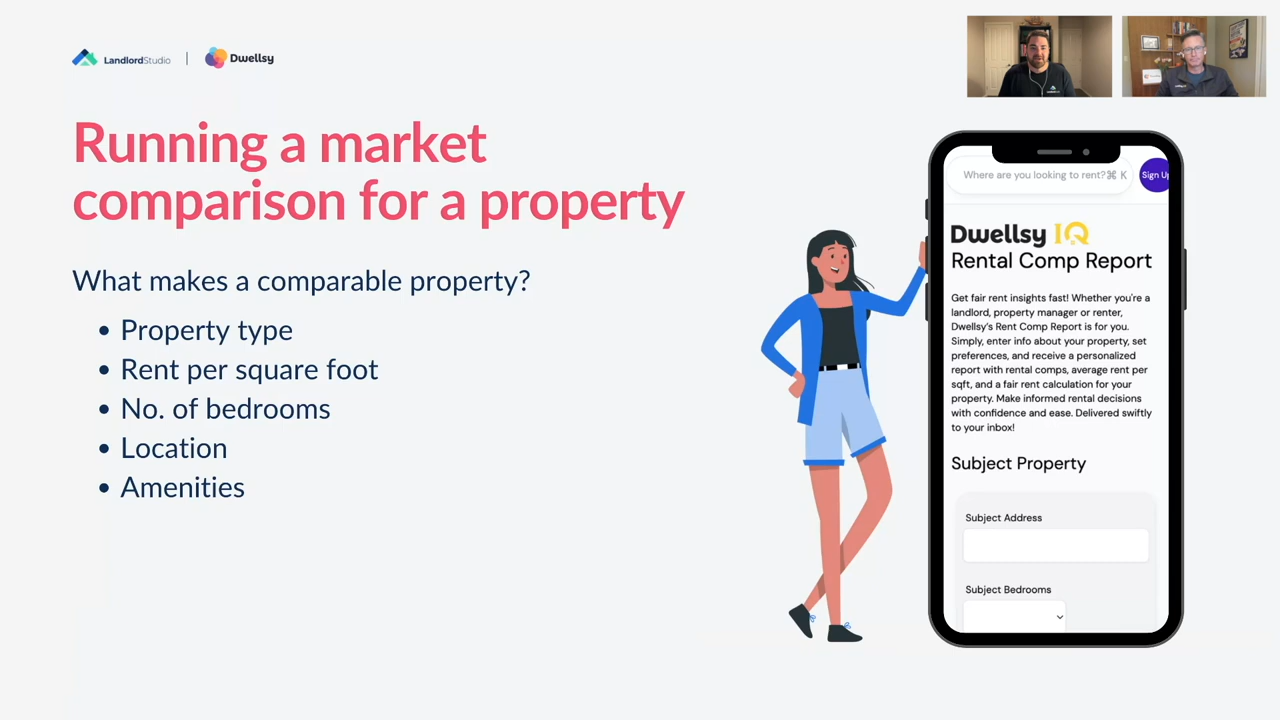 LandlordStudio | Dwellsy
Running a market
comparison for a property
What makes a comparable property?
• Property type
• Rent per square foot
• No. of bedrooms
• Location
• Amenities
Where are you looking to rent?⌘ K
Sign Up
Dwellsy IQ
Rental Comp Report
Get fair rent insights fast! Whether you're a
landlord, property manager or renter,
Dwellsy's Rent Comp Report is for you.
Simply, enter info about your property, set
preferences, and receive a personalized
report with rental comps, average rent per
sqft, and a fair rent calculation for your
property. Make informed rental decisions
with confidence and ease. Delivered swiftly
to your inbox!
Subject Property
Subject Address
Subject Bedrooms